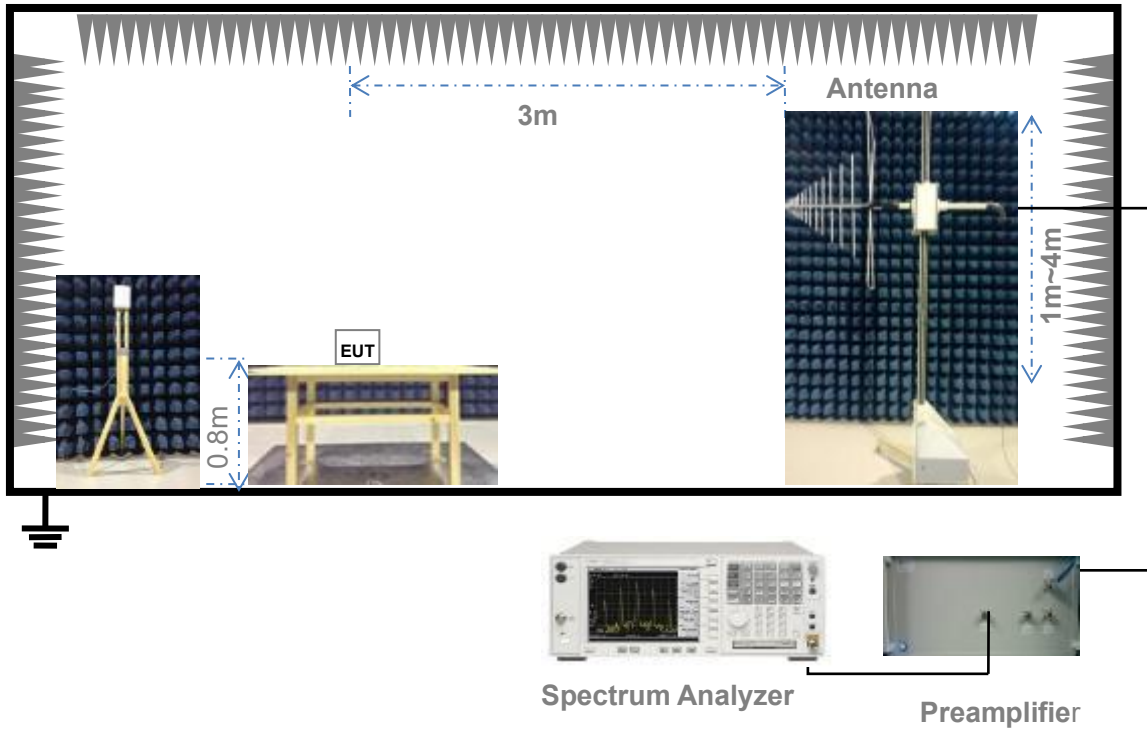 Antenna
3m
1m~4m
EUT
0.8m
Spectrum Analyzer
Preamplifier